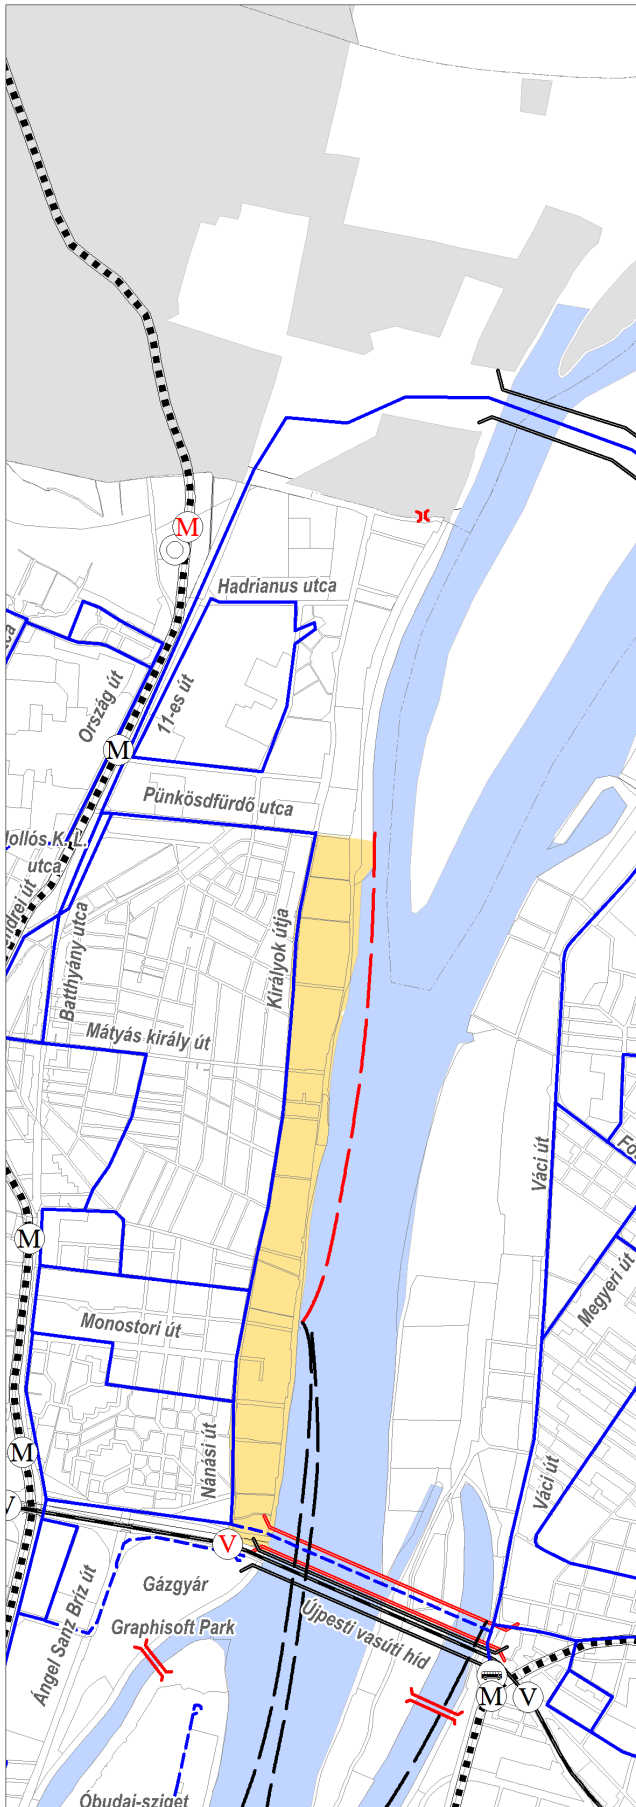 M
Hadrianus utca
Ország út
11-es út
M
Pünkösdfürdő utca
utca
Batthyány utca
Királyok útja
Mátyás király út
Váci út
M
Megyeri út
Monostori út
Nánási út
M
Váci út
V
V
Gázgyár
Graphisoft Park
Újpesti vasúti híd
Ángel Sanz Bríz út
M
V
Óbudai-sziget